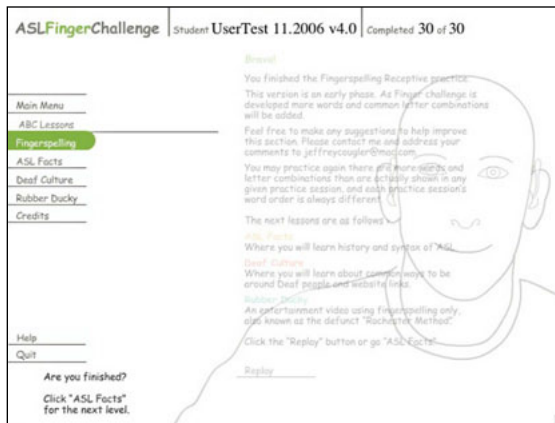 ASLFingerChallenge
Student UserTest 11.2006 v4.0
Completed 30 of 30
Main Menu
ABC Lessons
Fingerspelling
ASL Facts
Deaf Culture
Rubber Ducky
Credits
Help
Quit
Are you finished?
Click "ASL Facts"
for the next level.
Bravo!
You finished the Fingerspelling Receptive practice.
This version is an early phase. As Finger challenge is
developed more words and common letter combinations
will be added.
Feel free to make any suggestions to help improve
this section. Please contact me and address your
comments to jeffreycougler@mac.com
You may practice again there are more words and
letter combinations than are actually shown in any
given practice session, and each practice session's
word order is always different.
The next lessons are as follows
ASL Facts
Where you will learn history and syntax of ASL
Deaf Culture
Where you will learn about common ways to be
around Deaf people and website links.
Rubber Ducky
An entertainment video using fingerspelling only,
also known as the defunct "Rochester Method".
Click the "Replay" button or go "ASL Facts"
Replay